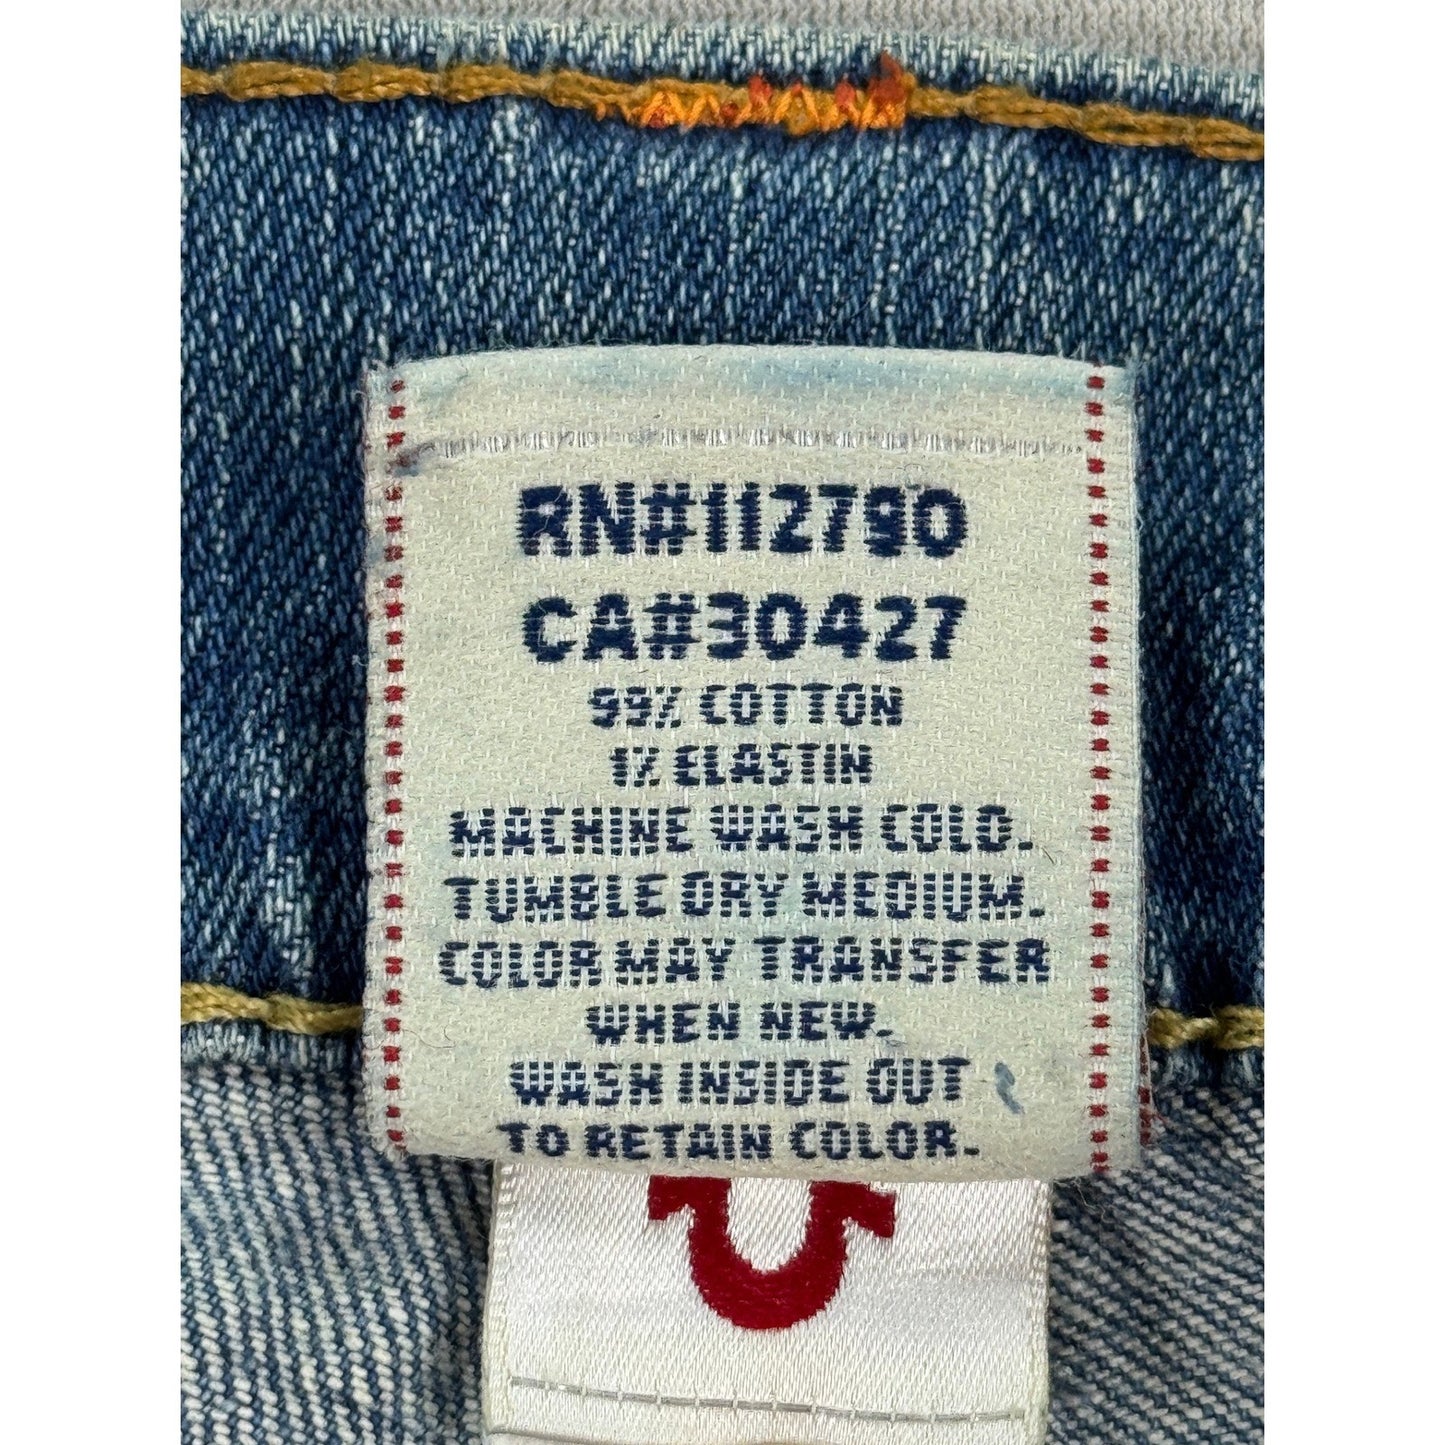 RN#112790
CA#30427
99% COTTON
1% ELASTIN
MACHINE WASH COLD.
TUMBLE DRY MEDIUM.
COLOR MAY TRANSFER
WHEN NEW.
WASH INSIDE OUT
TO RETAIN COLOR.